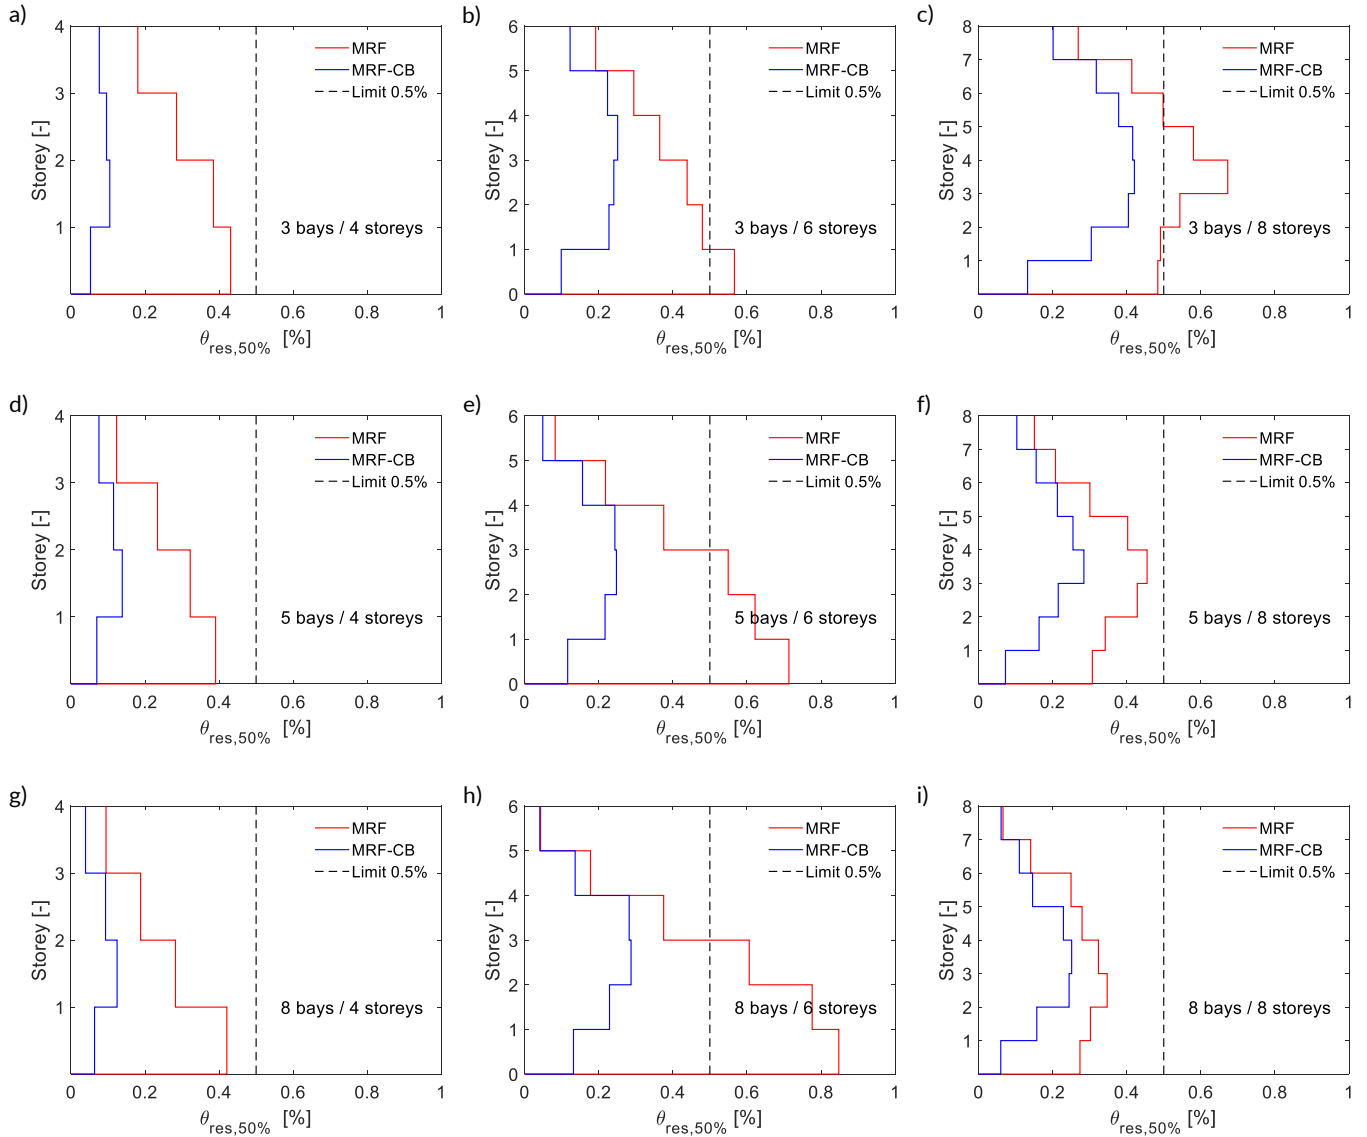 a)
4
3
2
1
Storey [-]
MRF
MRF-CB
Limit 0.5%
3 bays / 4 storeys
0 0.2 0.4 0.6 0.8 1
θres,50% [%]
b)
6
5
4
3
2
1
0
Storey [-]
MRF
MRF-CB
Limit 0.5%
3 bays / 6 storeys
0 0.2 0.4 0.6 0.8 1
θres,50% [%]
c)
8
7
6
5
4
3
2
1
Storey [-]
MRF
MRF-CB
Limit 0.5%
3 bays / 8 storeys
0 0.2 0.4 0.6 0.8 1
θres,50% [%]
d)
4
3
2
1
Storey [-]
MRF
MRF-CB
Limit 0.5%
5 bays / 4 storeys
0 0.2 0.4 0.6 0.8 1
θres,50% [%]
e)
6
5
4
3
2
1
0
Storey [-]
MRF
MRF-CB
Limit 0.5%
5 bays / 6 storeys
0 0.2 0.4 0.6 0.8 1
θres,50% [%]
f)
8
7
6
5
4
3
2
1
Storey [-]
MRF
MRF-CB
Limit 0.5%
5 bays / 8 storeys
0 0.2 0.4 0.6 0.8 1
θres,50% [%]
g)
4
3
2
1
Storey [-]
MRF
MRF-CB
Limit 0.5%
8 bays / 4 storeys
0 0.2 0.4 0.6 0.8 1
θres,50% [%]
h)
6
5
4
3
2
1
0
Storey [-]
MRF
MRF-CB
Limit 0.5%
8 bays / 6 storeys
0 0.2 0.4 0.6 0.8 1
θres,50% [%]
i)
8
7
6
5
4
3
2
1
Storey [-]
MRF
MRF-CB
Limit 0.5%
8 bays / 8 storeys
0 0.2 0.4 0.6 0.8 1
θres,50% [%]